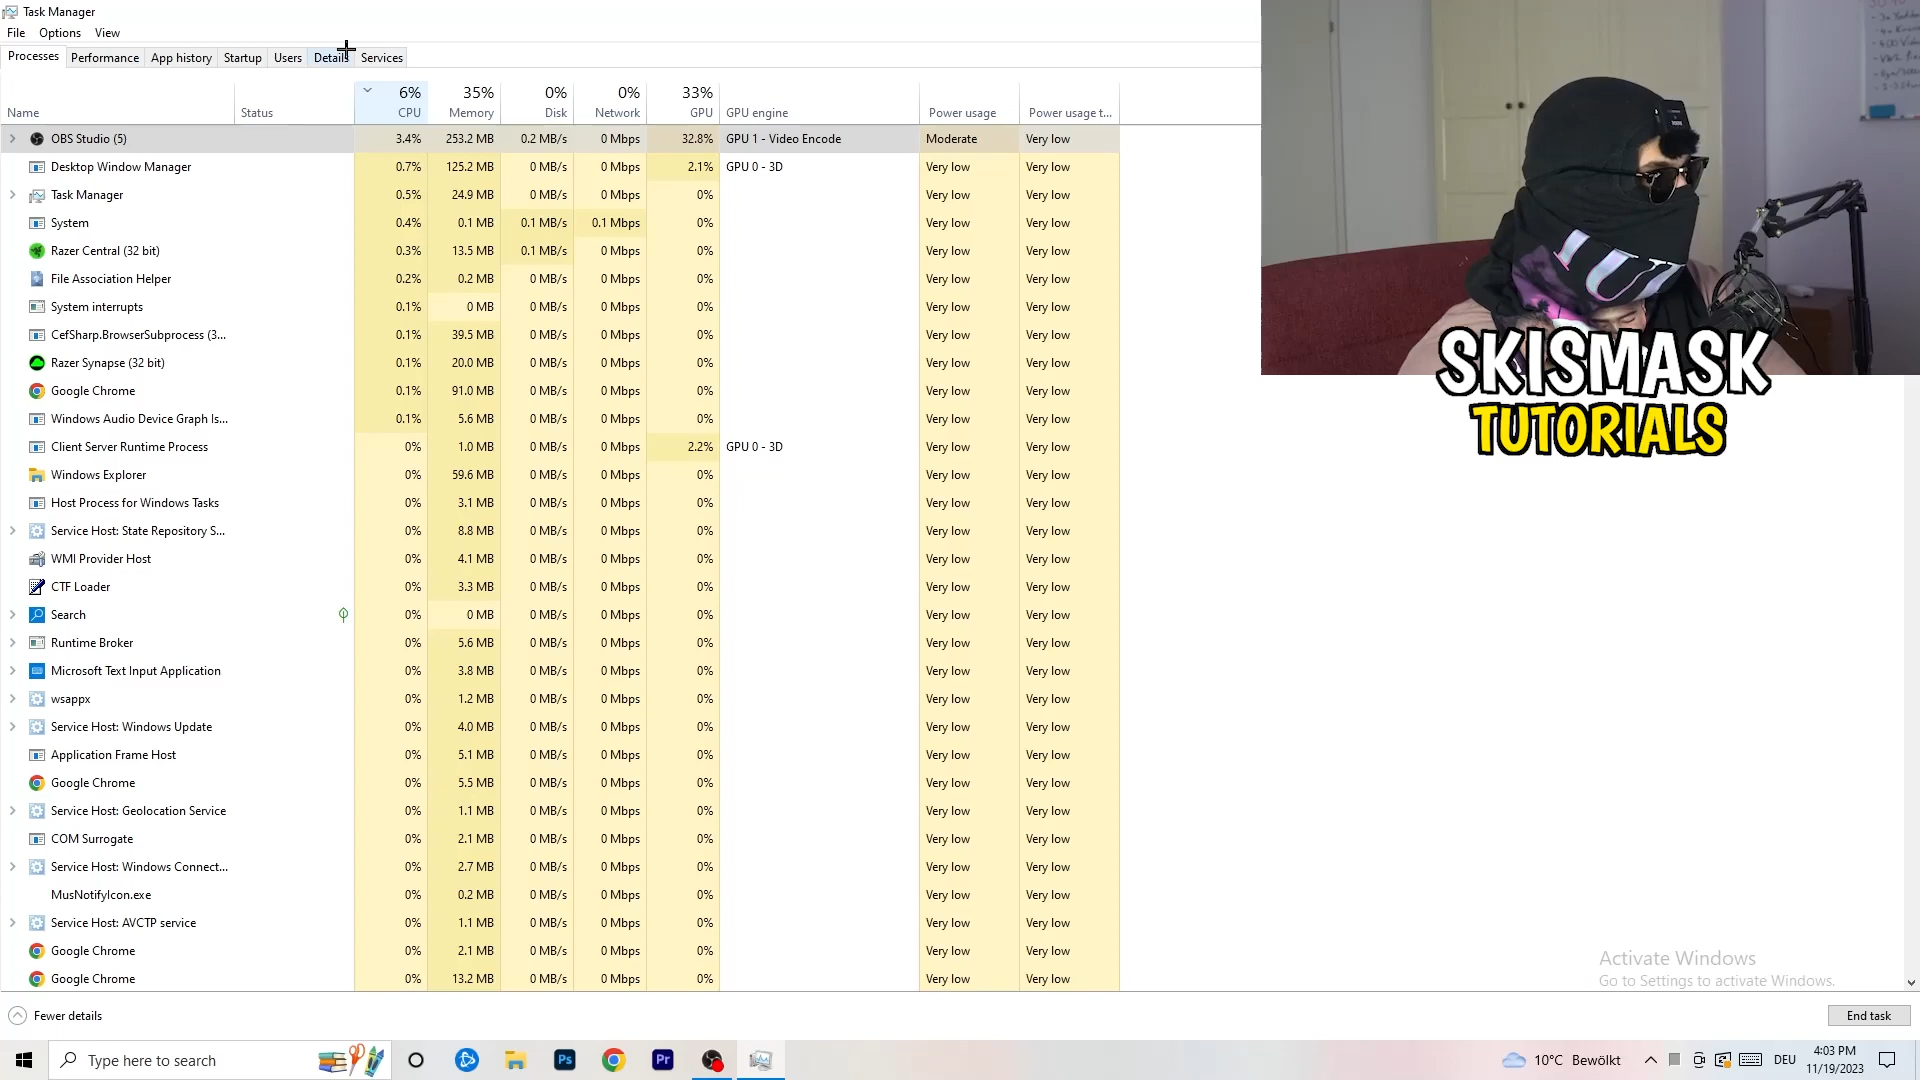 Task Manager
File Options View
Processes Performance App history Startup Users Details Services
6% 35% 0% 0% 33%
Name Status CPU Memory Disk Network GPU GPU engine Power usage Power usage t...
OBS Studio (5) 3.4% 253.2 MB 0.2 MB/s 0 Mbps 32.8% GPU 1 - Video Encode Moderate Very low
Desktop Window Manager 0.7% 125.2 MB 0 MB/s 0 Mbps 2.1% GPU 0 - 3D Very low Very low
Task Manager 0.5% 24.9 MB 0 MB/s 0 Mbps 0% Very low Very low
System 0.4% 0.1 MB 0.1 MB/s 0.1 Mbps 0% Very low Very low
Razer Central (32 bit) 0.3% 13.5 MB 0.1 MB/s 0 Mbps 0% Very low Very low
File Association Helper 0.2% 0.2 MB 0 MB/s 0 Mbps 0% Very low Very low
System interrupts 0.1% 0 MB 0 MB/s 0 Mbps 0% Very low Very low
CefSharp.BrowserSubprocess (3... 0.1% 39.5 MB 0 MB/s 0 Mbps 0% Very low Very low
Razer Synapse (32 bit) 0.1% 20.0 MB 0 MB/s 0 Mbps 0% Very low Very low
Google Chrome 0.1% 91.0 MB 0 MB/s 0 Mbps 0% Very low Very low
Windows Audio Device Graph Is... 0.1% 5.6 MB 0 MB/s 0 Mbps 0% Very low Very low
Client Server Runtime Process 0% 1.0 MB 0 MB/s 0 Mbps 2.2% GPU 0 - 3D Very low Very low
Windows Explorer 0% 59.6 MB 0 MB/s 0 Mbps 0% Very low Very low
Host Process for Windows Tasks 0% 3.1 MB 0 MB/s 0 Mbps 0% Very low Very low
Service Host: State Repository S... 0% 8.8 MB 0 MB/s 0 Mbps 0% Very low Very low
WMI Provider Host 0% 4.1 MB 0 MB/s 0 Mbps 0% Very low Very low
CTF Loader 0% 3.3 MB 0 MB/s 0 Mbps 0% Very low Very low
Search 0% 0 MB 0 MB/s 0 Mbps 0% Very low Very low
Runtime Broker 0% 5.6 MB 0 MB/s 0 Mbps 0% Very low Very low
Microsoft Text Input Application 0% 3.8 MB 0 MB/s 0 Mbps 0% Very low Very low
wsappx 0% 1.2 MB 0 MB/s 0 Mbps 0% Very low Very low
Service Host: Windows Update 0% 4.0 MB 0 MB/s 0 Mbps 0% Very low Very low
Application Frame Host 0% 5.1 MB 0 MB/s 0 Mbps 0% Very low Very low
Google Chrome 0% 5.5 MB 0 MB/s 0 Mbps 0% Very low Very low
Service Host: Geolocation Service 0% 1.1 MB 0 MB/s 0 Mbps 0% Very low Very low
COM Surrogate 0% 2.1 MB 0 MB/s 0 Mbps 0% Very low Very low
Service Host: Windows Connect... 0% 2.7 MB 0 MB/s 0 Mbps 0% Very low Very low
MusNotifyIcon.exe 0% 0.2 MB 0 MB/s 0 Mbps 0% Very low Very low
Service Host: AVCTP service 0% 1.1 MB 0 MB/s 0 Mbps 0% Very low Very low
Google Chrome 0% 2.1 MB 0 MB/s 0 Mbps 0% Very low Very low
Google Chrome 0% 13.2 MB 0 MB/s 0 Mbps 0% Very low Very low
SKISMASK
TUTORIALS
Activate Windows
Go to Settings to activate Windows.
Fewer details End task
Type here to search Ps Pr 10°C Bewölkt DEU 4:03 PM
11/19/2023